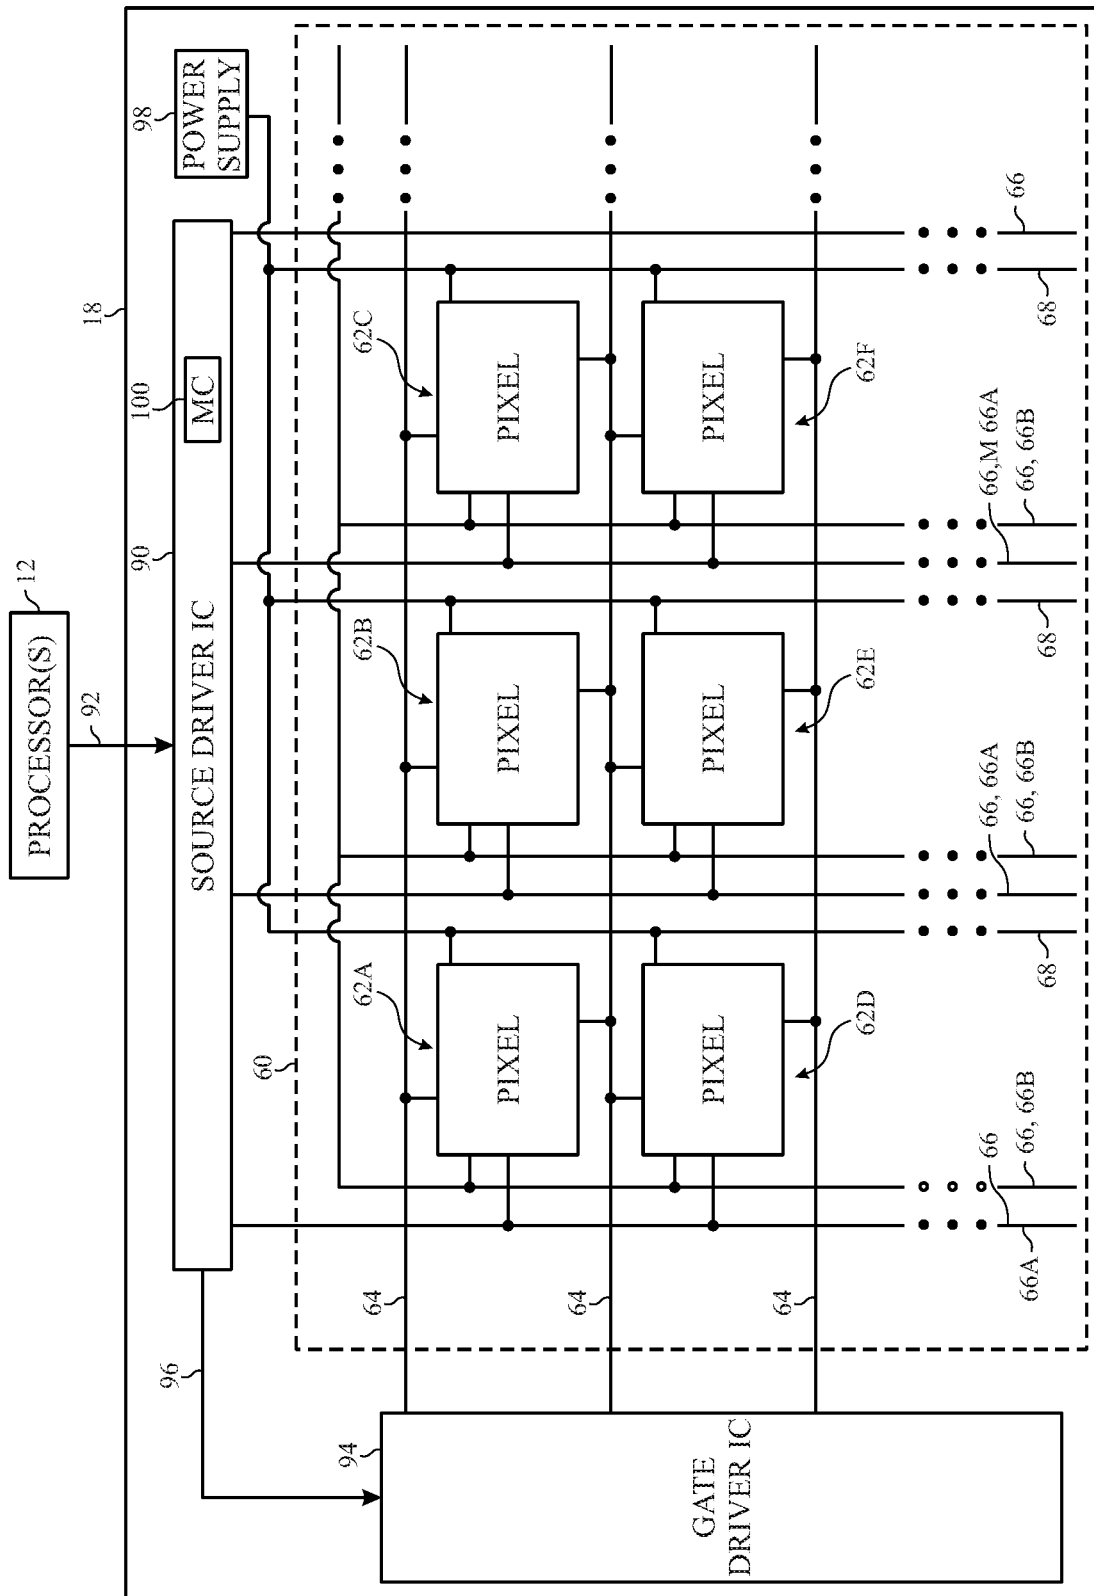 PROCESSOR(S)
12
92
18
90
SOURCE DRIVER IC
100
MC
98
POWER
SUPPLY
96
60
94
GATE
DRIVER IC
64
64
64
62A
PIXEL
62B
PIXEL
62C
PIXEL
PIXEL
62D
PIXEL
62E
PIXEL
62F
66A
66
66, 66B
68
66, 66A
66, 66B
68
66,M 66A
66, 66B
68
66